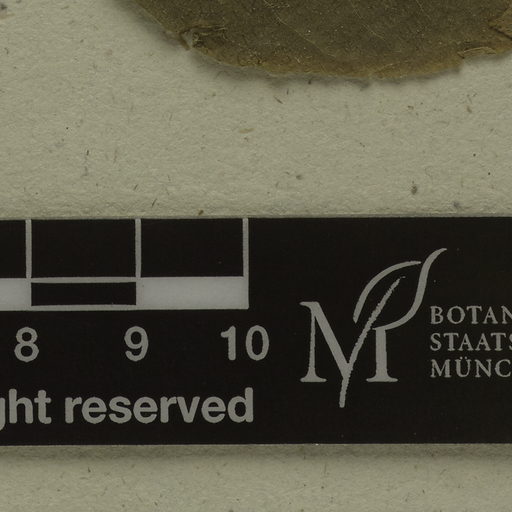 8 9 10
ght reserved
BOTAN
STAATS
MÜNC